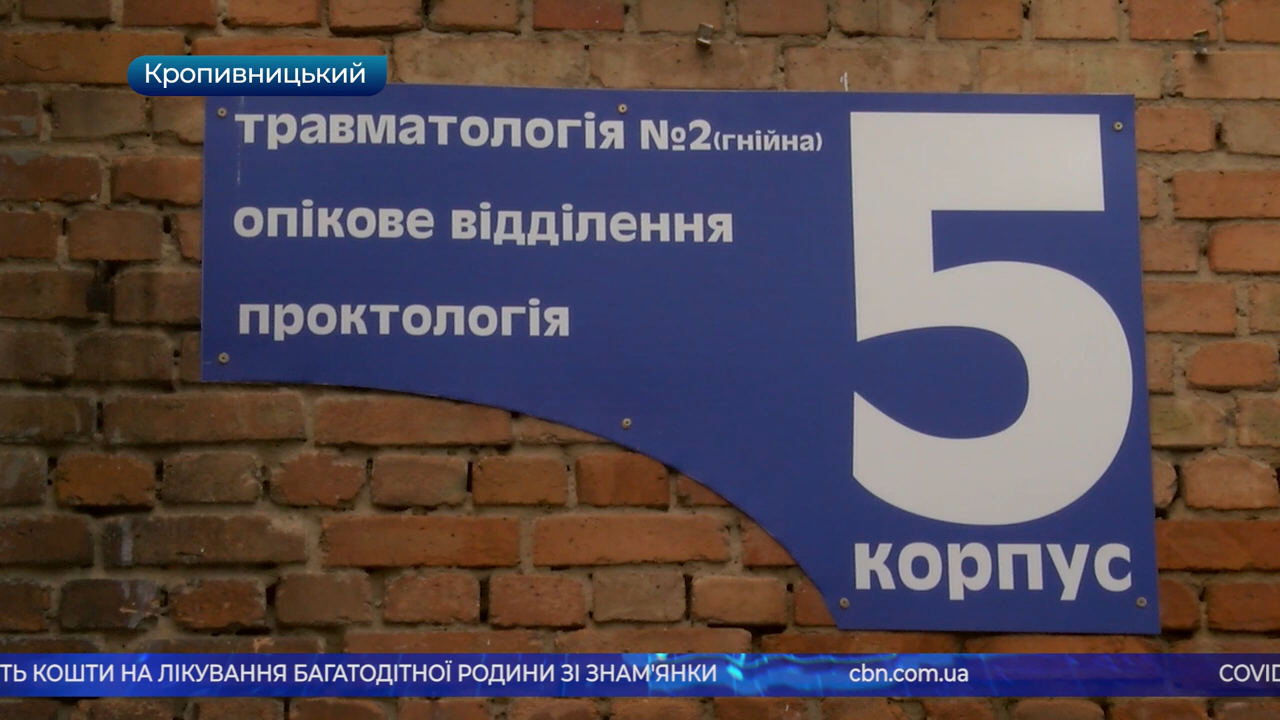 Кропивницький
травматологія №2(гнійна)
опікове відділення
проктологія
5
корпус
КОШТИ НА ЛІКУВАННЯ БАГАТОДІТНОЇ РОДИНИ ЗІ ЗНАМ'ЯНКИ
cbn.com.ua
COVID